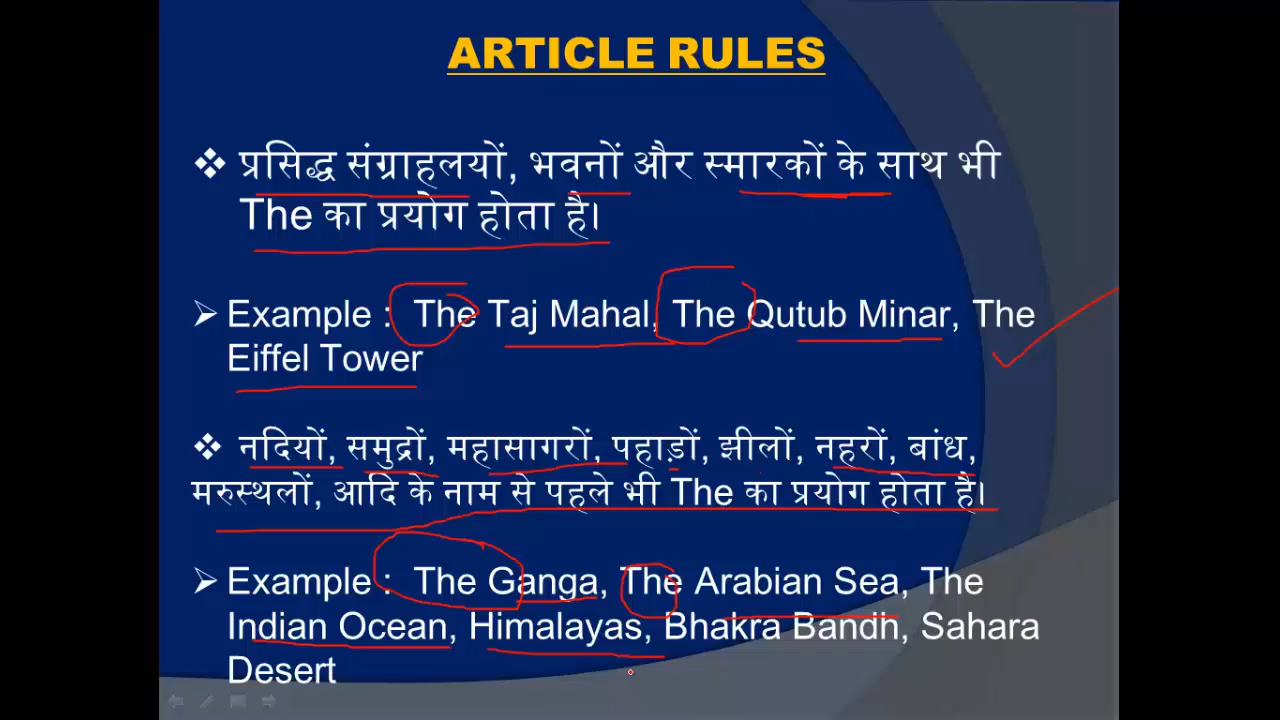 ARTICLE RULES
❖ प्रसिद्ध संग्राहलयों, भवनों और स्मारकों के साथ भी
The का प्रयोग होता है।
➢ Example : The Taj Mahal, The Qutub Minar, The
Eiffel Tower
❖ नदियों, समुद्रों, महासागरों, पहाड़ों, झीलों, नहरों, बांध,
मरुस्थलों, आदि के नाम से पहले भी The का प्रयोग होता है।
➢ Example : The Ganga, The Arabian Sea, The
Indian Ocean, Himalayas, Bhakra Bandh, Sahara
Desert